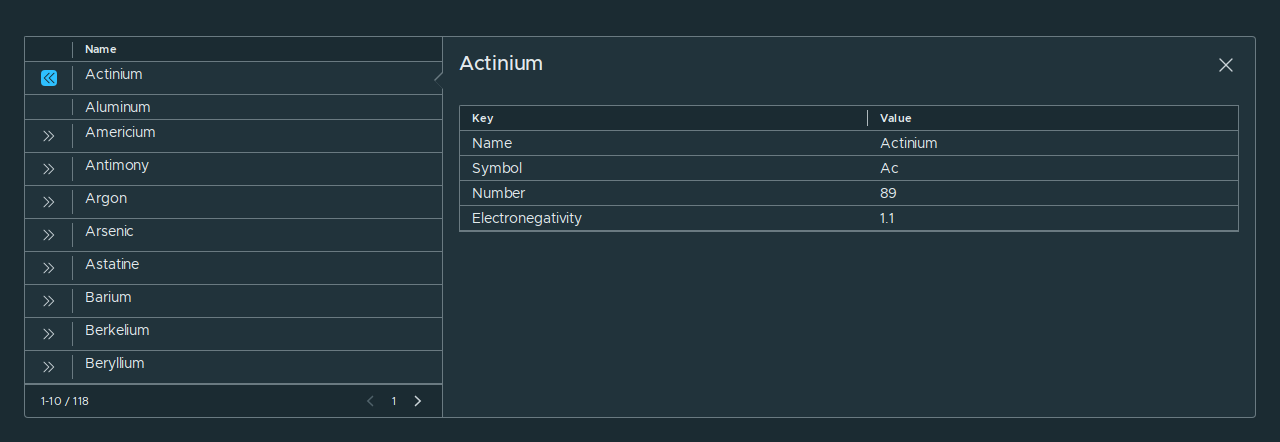 Name
Actinium
Aluminum
Americium
Antimony
Argon
Arsenic
Astatine
Barium
Berkelium
Beryllium
1-10 / 118
1
Actinium
Key Value
Name Actinium
Symbol Ac
Number 89
Electronegativity 1.1